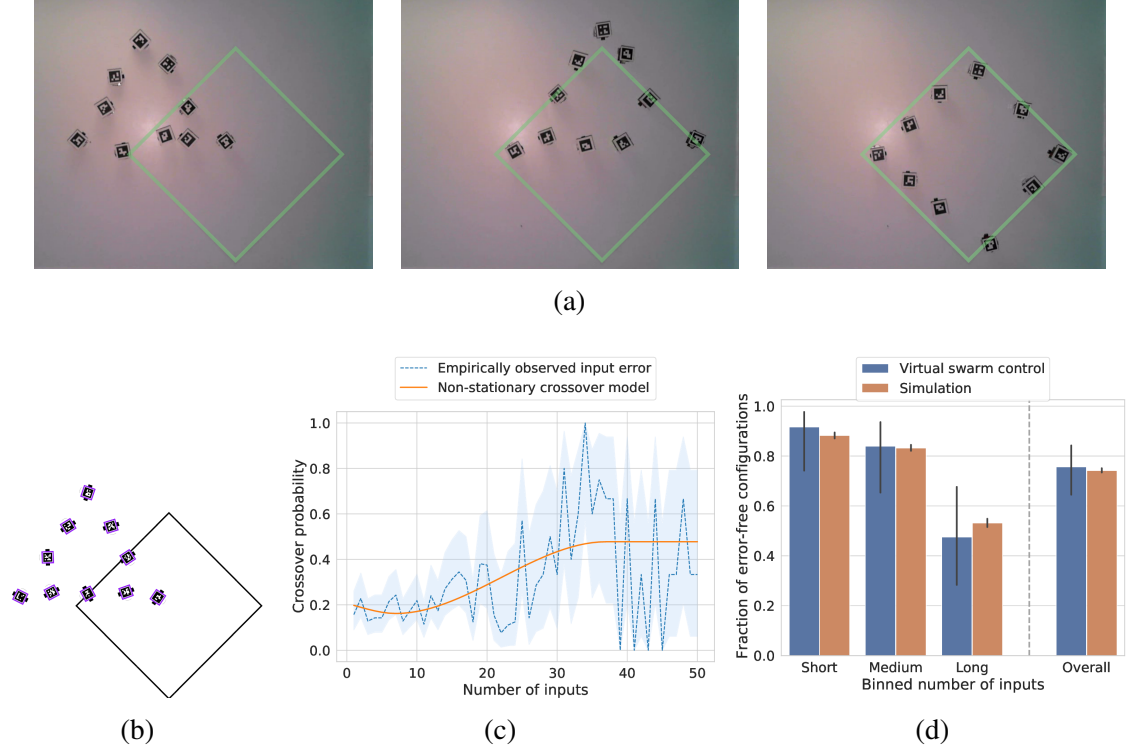 (a)
(b)
Empirically observed input error
Non-stationary crossover model
Crossover probability
1.0
0.8
0.6
0.4
0.2
0.0
0 10 20 30 40 50
Number of inputs
(c)
Virtual swarm control
Simulation
Fraction of error-free configurations
1.0
0.8
0.6
0.4
0.2
0.0
Short Medium Long Overall
Binned number of inputs
(d)